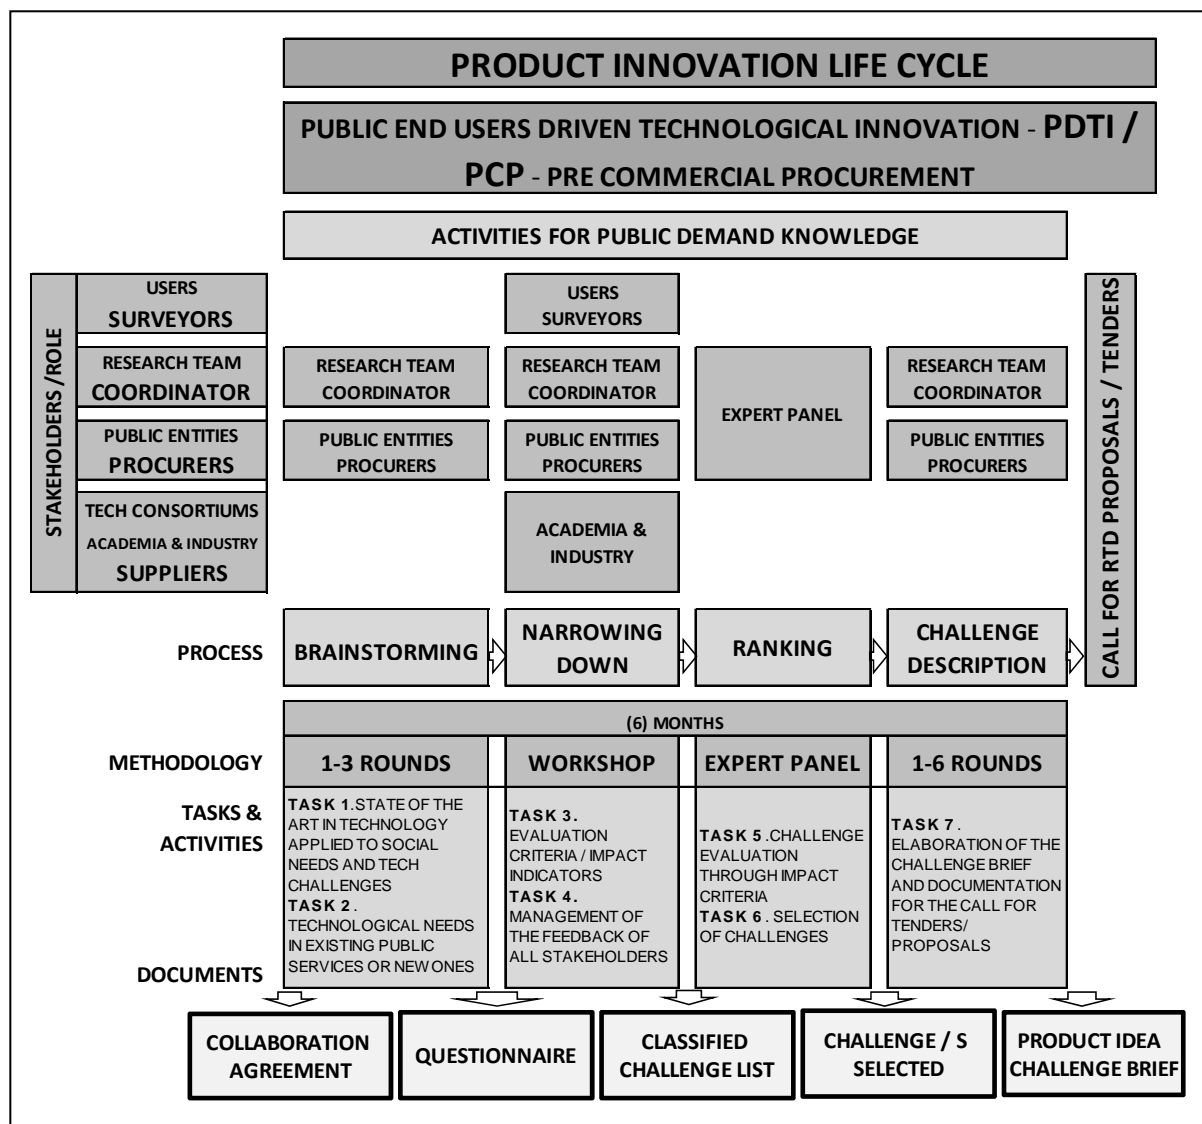 PRODUCT INNOVATION LIFE CYCLE
PUBLIC END USERS DRIVEN TECHNOLOGICAL INNOVATION - PDTI /
PCP - PRE COMMERCIAL PROCUREMENT
ACTIVITIES FOR PUBLIC DEMAND KNOWLEDGE
STAKEHOLDERS /ROLE
USERS
SURVEYORS
RESEARCH TEAM
COORDINATOR
PUBLIC ENTITIES
PROCURERS
TECH CONSORTIUMS
ACADEMIA & INDUSTRY
SUPPLIERS
RESEARCH TEAM
COORDINATOR
PUBLIC ENTITIES
PROCURERS
USERS
SURVEYORS
RESEARCH TEAM
COORDINATOR
PUBLIC ENTITIES
PROCURERS
ACADEMIA &
INDUSTRY
EXPERT PANEL
RESEARCH TEAM
COORDINATOR
PUBLIC ENTITIES
PROCURERS
CALL FOR RTD PROPOSALS / TENDERS
PROCESS
BRAINSTORMING
NARROWING
DOWN
RANKING
CHALLENGE
DESCRIPTION
(6) MONTHS
METHODOLOGY
1-3 ROUNDS
WORKSHOP
EXPERT PANEL
1-6 ROUNDS
TASKS &
ACTIVITIES
TASK 1.STATE OF THE
ART IN TECHNOLOGY
APPLIED TO SOCIAL
NEEDS AND TECH
CHALLENGES
TASK 2.
TECHNOLOGICAL NEEDS
IN EXISTING PUBLIC
SERVICES OR NEW ONES
TASK 3.
EVALUATION
CRITERIA / IMPACT
INDICATORS
TASK 4.
MANAGEMENT OF
THE FEEDBACK OF
ALL STAKEHOLDERS
TASK 5.CHALLENGE
EVALUATION
THROUGH IMPACT
CRITERIA
TASK 6. SELECTION
OF CHALLENGES
TASK 7.
ELABORATION OF THE
CHALLENGE BRIEF
AND DOCUMENTATION
FOR THE CALL FOR
TENDERS/
PROPOSALS
DOCUMENTS
COLLABORATION
AGREEMENT
QUESTIONNAIRE
CLASSIFIED
CHALLENGE LIST
CHALLENGE / S
SELECTED
PRODUCT IDEA
CHALLENGE BRIEF